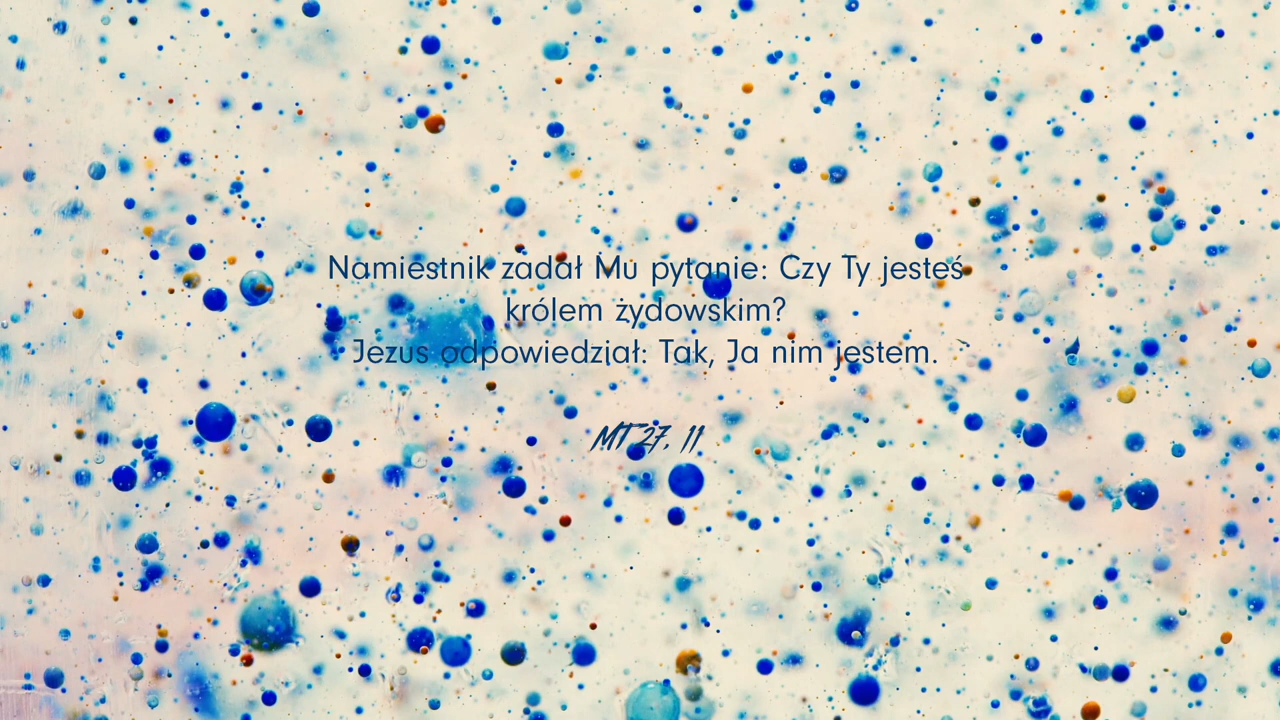 Namiestnik zadał Mu pytanie: Czy Ty jesteś
królem żydowskim?
Jezus odpowiedział: Tak, Ja nim jestem.
MT 27, 11